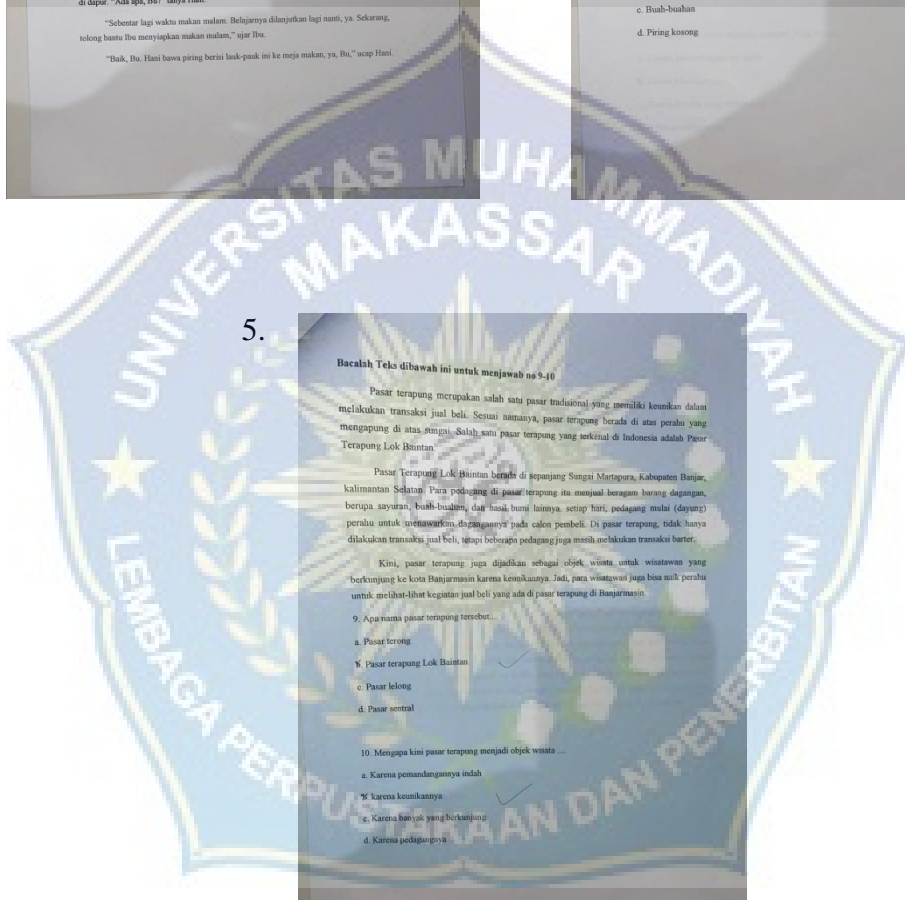 di dapur. "Ada apa, Bu?" tanya Hani.
"Sebentar lagi waktu makan malam. Belajarnya dilanjutkan lagi nanti, ya. Sekarang,
tolong bantu Ibu menyiapkan makan malam," ujar Ibu.
"Baik, Bu. Hani bawa piring berisi lauk-pauk ini ke meja makan, ya, Bu," ucap Hani.
c. Buah-buahan
d. Piring kosong
UNIVERSITAS MUHAMMADIYAH
MAKASSAR
LEMBAGA PERPUSTAKAAN DAN PENERBITAN
5.
Bacalah Teks dibawah ini untuk menjawab no 9-10
Pasar terapung merupakan salah satu pasar tradisional yang memiliki keunikan dalam
melakukan transaksi jual beli. Sesuai namanya, pasar terapung berada di atas perahu yang
mengapung di atas sungai. Salah satu pasar terapung yang terkenal di Indonesia adalah Pasar
Terapung Lok Baintan
Pasar Terapung Lok Baintan berada di sepanjang Sungai Martapura, Kabupaten Banjar,
kalimantan Selatan. Para pedagang di pasar terapung itu menjual beragam barang dagangan,
berupa sayuran, buah-buahan, dan hasil bumi lainnya. setiap hari, pedagang mulai (dayung)
perahu untuk menawarkan dagangannya pada calon pembeli. Di pasar terapung, tidak hanya
dilakukan transaksi jual beli, tetapi beberapa pedagang juga masih melakukan transaksi barter.
Kini, pasar terapung juga dijadikan sebagai objek wisata untuk wisatawan yang
berkunjung ke kota Banjarmasin karena keunikannya. Jadi, para wisatawan juga bisa naik perahu
untuk melihat-lihat kegiatan jual beli yang ada di pasar terapung di Banjarmasin.
9. Apa nama pasar terapung tersebut...
a. Pasar terong
b. Pasar terapung Lok Baintan
c. Pasar lelong
d. Pasar sentral
10. Mengapa kini pasar terapung menjadi objek wisata ...
a. Karena pemandangannya indah
b. karena keunikannya
c. Karena banyak yang berkunjung
d. Karena pedagangnya